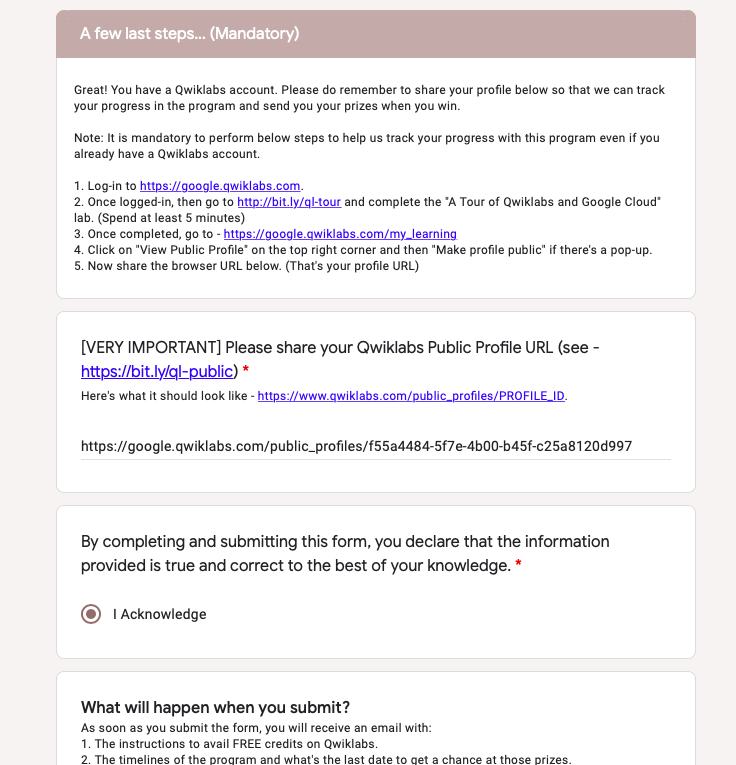 A few last steps... (Mandatory)
Great! You have a Qwiklabs account. Please do remember to share your profile below so that we can track
your progress in the program and send you your prizes when you win.
Note: It is mandatory to perform below steps to help us track your progress with this program even if you
already have a Qwiklabs account.
1. Log-in to https://google.qwiklabs.com.
2. Once logged-in, then go to http://bit.ly/ql-tour and complete the "A Tour of Qwiklabs and Google Cloud"
lab. (Spend at least 5 minutes)
3. Once completed, go to - https://google.qwiklabs.com/my_learning
4. Click on "View Public Profile" on the top right corner and then "Make profile public" if there's a pop-up.
5. Now share the browser URL below. (That's your profile URL)
[VERY IMPORTANT] Please share your Qwiklabs Public Profile URL (see -
https://bit.ly/ql-public) *
Here's what it should look like - https://www.qwiklabs.com/public_profiles/PROFILE_ID.
https://google.qwiklabs.com/public_profiles/f55a4484-5f7e-4b00-b45f-c25a8120d997
By completing and submitting this form, you declare that the information
provided is true and correct to the best of your knowledge. *
I Acknowledge
What will happen when you submit?
As soon as you submit the form, you will receive an email with:
1. The instructions to avail FREE credits on Qwiklabs.
2. The timelines of the program and what's the last date to get a chance at those prizes.